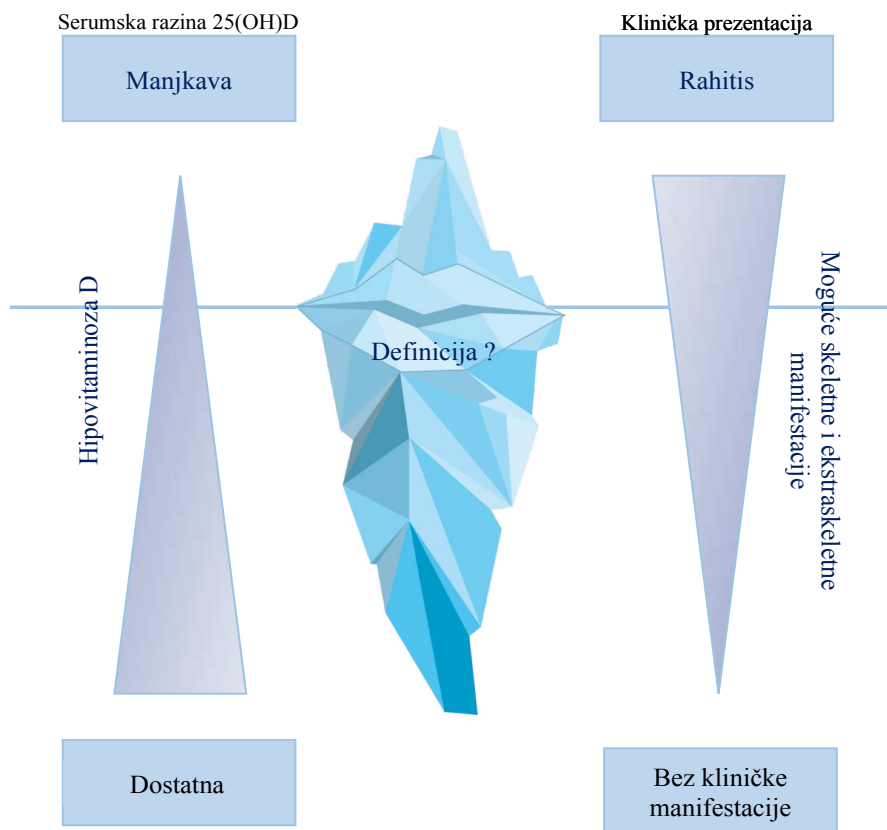 Serumska razina 25(OH)D
Klinička prezentacija
Manjkava
Rahitis
Hipovitaminoza D
Definicija ?
Moguće skeletne i ekstraskeletne
manifestacije
Dostatna
Bez kliničke
manifestacije